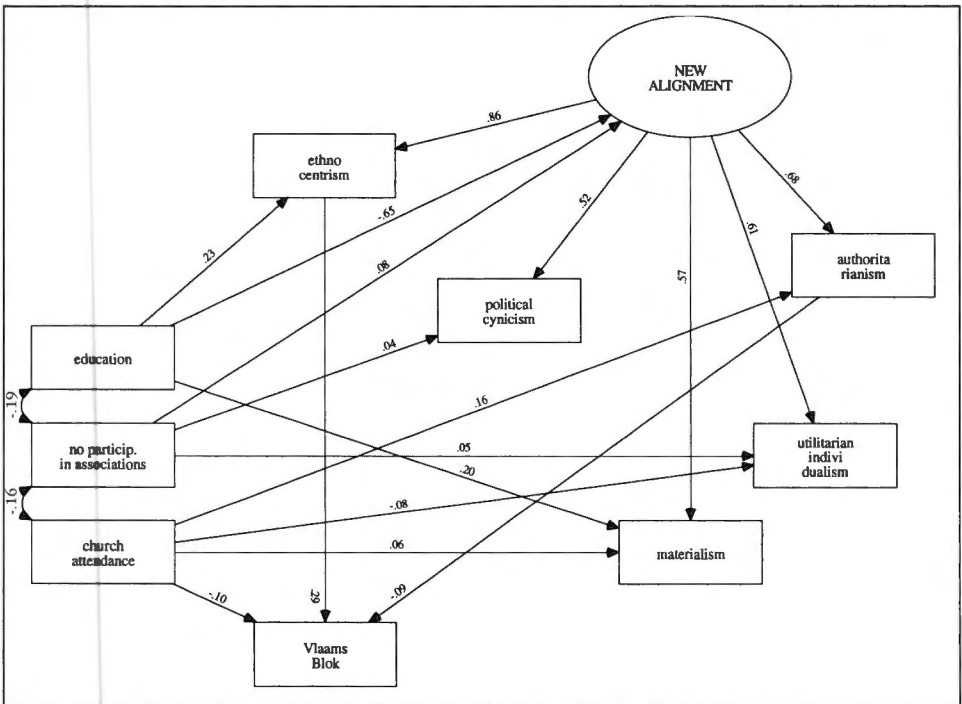 NEW
ALIGNMENT
.86
ethno
centrism
-.65
.52
.68
.23
.08
.57
.61
authorita
rianism
political
cynicism
education
.04
-.19
.16
no particip.
in associations
.05
utilitarian
indivi
dualism
.20
-.16
-.08
church
attendance
.06
materialism
-.10
.29
-.09
Vlaams
Blok